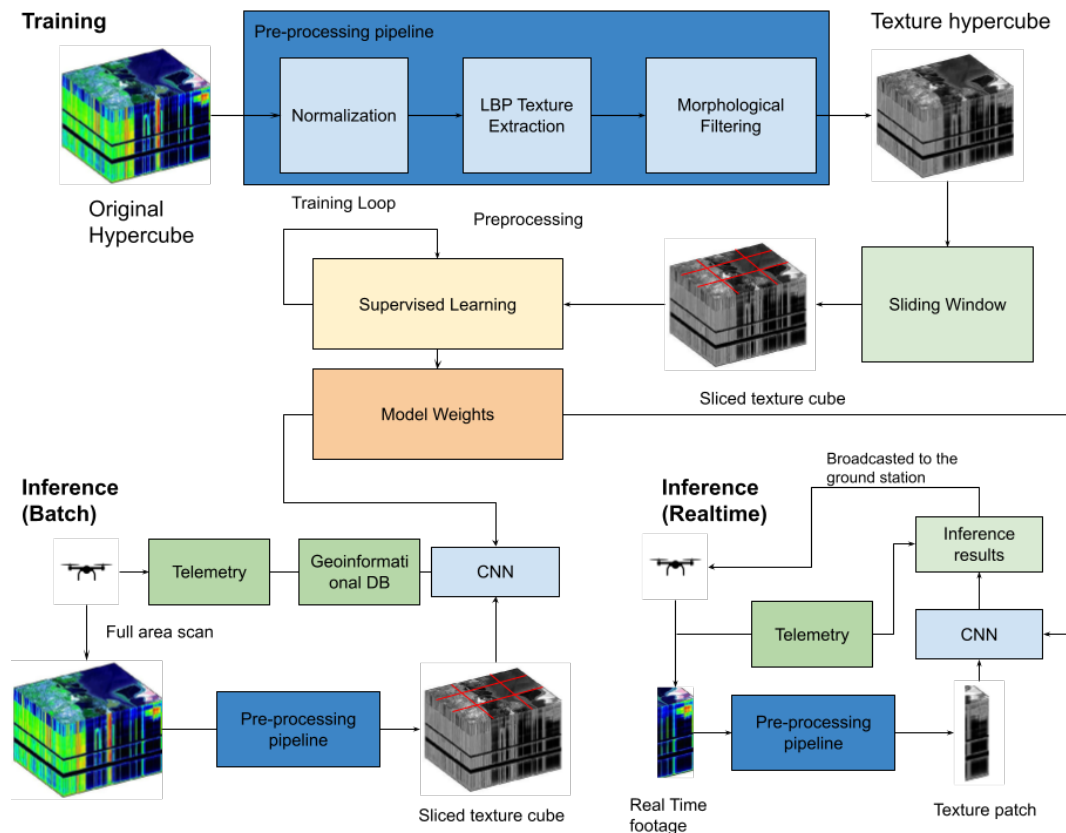 Training
Pre-processing pipeline
Texture hypercube
Normalization
LBP Texture
Extraction
Morphological
Filtering
Original
Hypercube
Training Loop
Preprocessing
Supervised Learning
Sliding Window
Model Weights
Sliced texture cube
Inference
(Batch)
Telemetry
Geoinformati
onal DB
CNN
Full area scan
Pre-processing
pipeline
Sliced texture cube
Broadcasted to the
ground station
Inference
(Realtime)
Inference
results
Telemetry
CNN
Pre-processing
pipeline
Real Time
footage
Texture patch